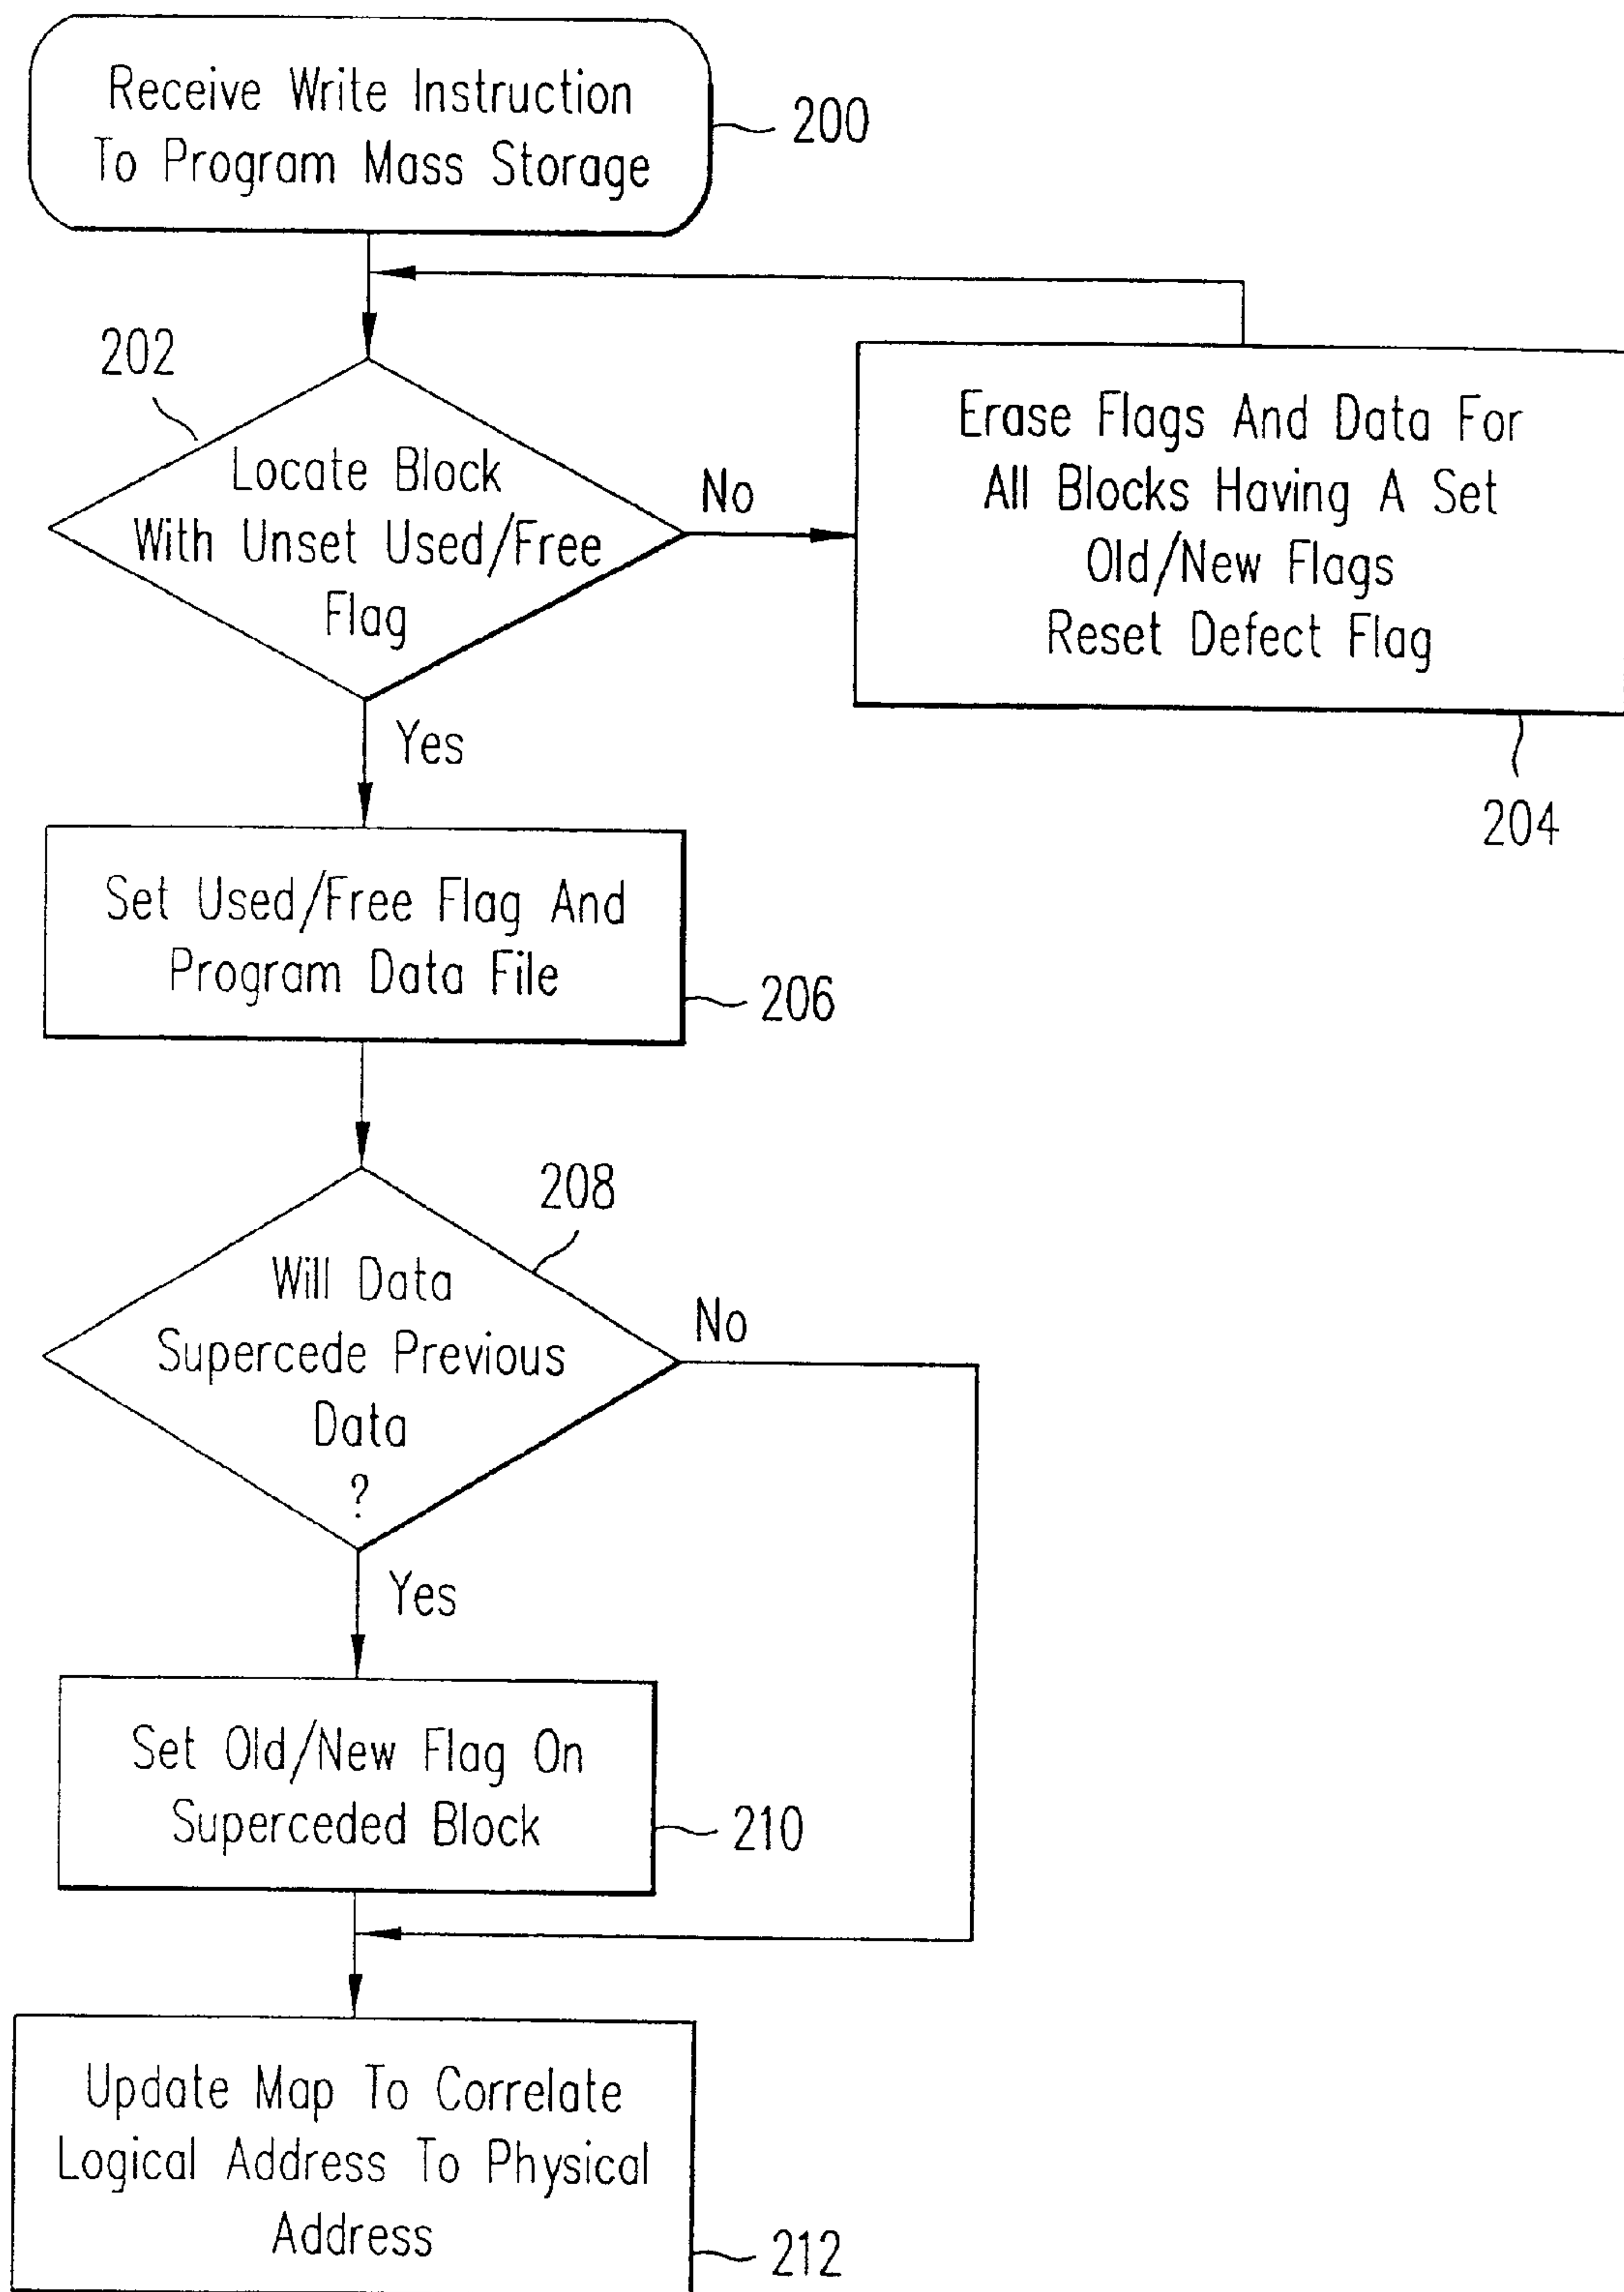 Receive Write Instruction
To Program Mass Storage
200
202
Locate Block
With Unset Used/Free
Flag
No
Erase Flags And Data For
All Blocks Having A Set
Old/New Flags
Reset Defect Flag
204
Yes
Set Used/Free Flag And
Program Data File
206
208
Will Data
Supercede Previous
Data
?
No
Yes
Set Old/New Flag On
Superceded Block
210
Update Map To Correlate
Logical Address To Physical
Address
212